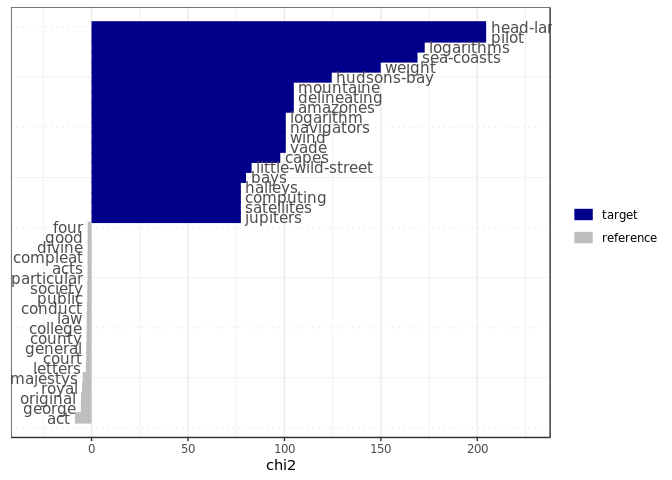 head-lar
pilot
logarithms
sea-coasts
weight
hudsons-bay
mountaine
delineating
amazones
logarithm
navigators
wind
vade
capes
little-wild-street
bays
halleys
computing
satellites
jupiters
four
good
divine
compleat
acts
particular
society
public
conduct
law
college
county
general
court
letters
majestys
royal
original
george
act
0 50 100 150 200
chi2
target
reference